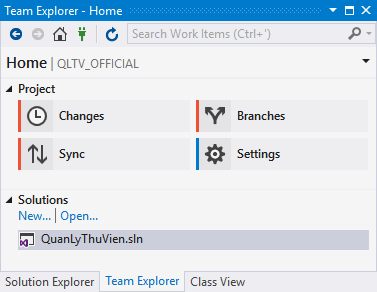 Team Explorer - Home
Search Work Items (Ctrl+')
Home | QLTV_OFFICIAL
Project
Changes
Branches
Sync
Settings
Solutions
New... | Open...
QuanLyThuVien.sln
Solution Explorer Team Explorer Class View